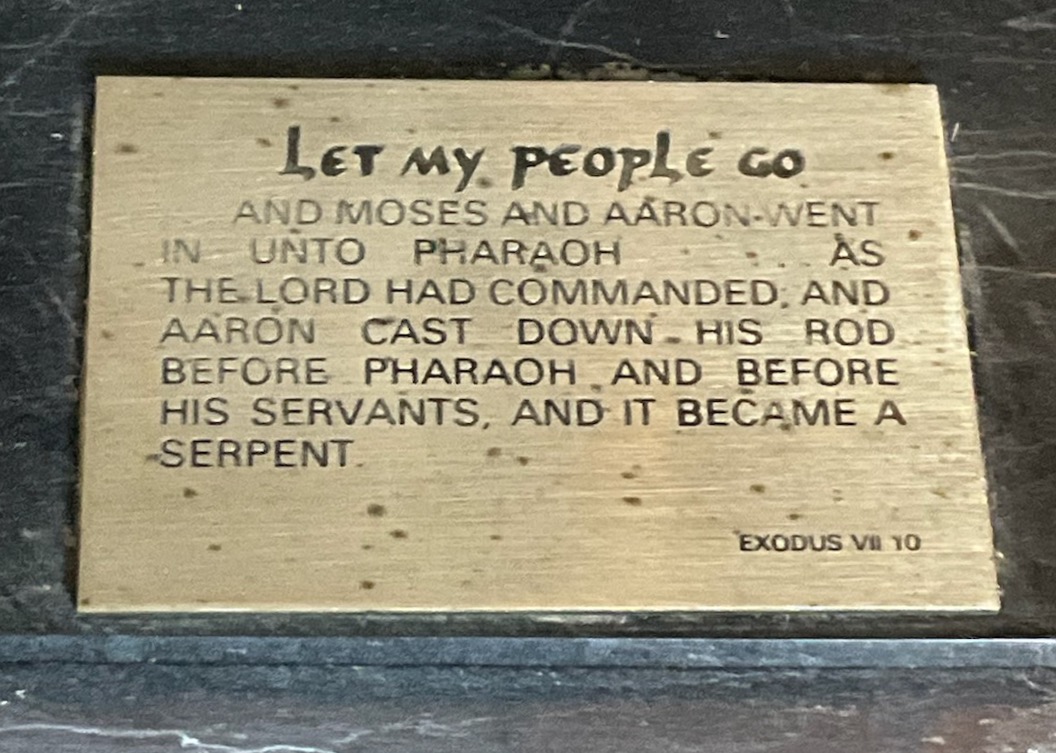 LET MY PEOPLE GO
AND MOSES AND AARON WENT
IN UNTO PHARAOH ... AS
THE LORD HAD COMMANDED; AND
AARON CAST DOWN HIS ROD
BEFORE PHARAOH AND BEFORE
HIS SERVANTS, AND IT BECAME A
SERPENT.
EXODUS VII 10